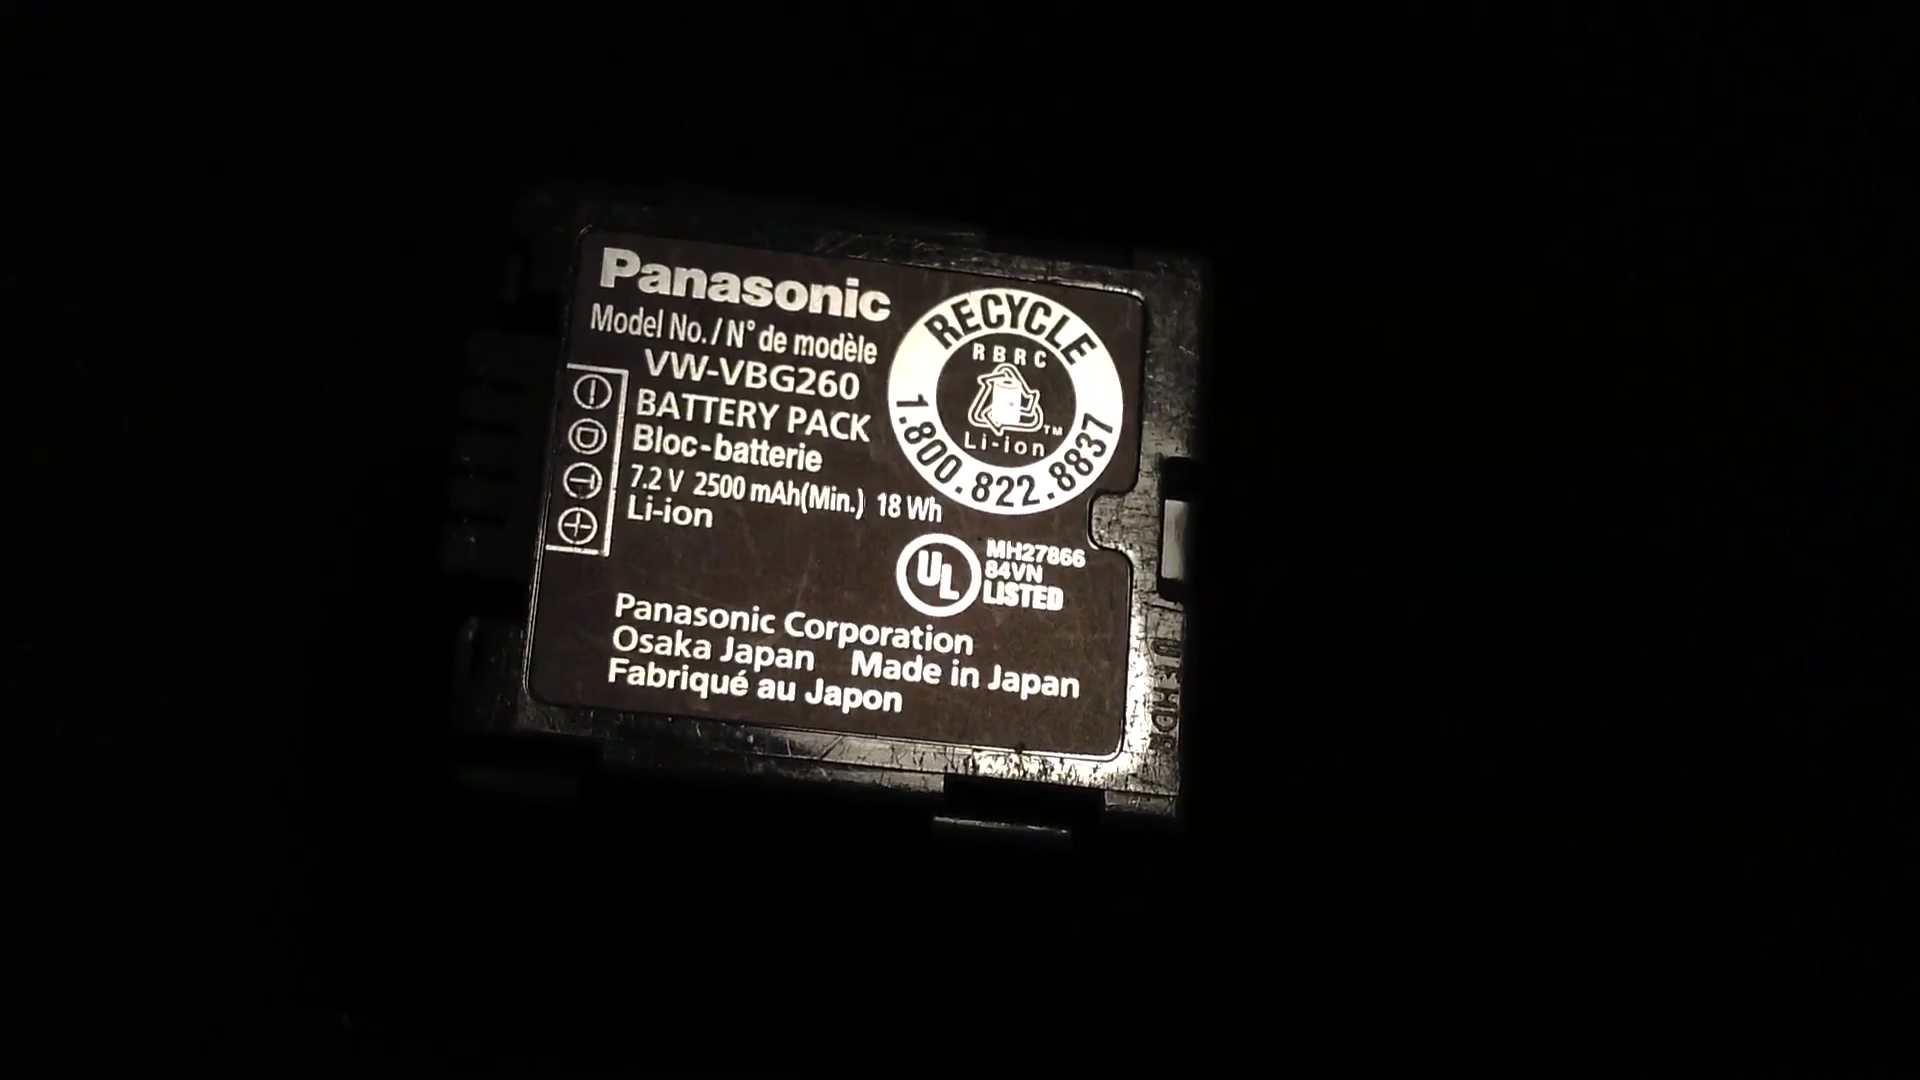 Panasonic
Model No./N° de modèle
VW-VBG260
BATTERY PACK
Bloc-batterie
7.2 V 2500 mAh(Min.) 18 Wh
Li-ion
RECYCLE
RBRC
TM
Li-ion
1.800.822.8837
UL
MH27866
84VN
LISTED
Panasonic Corporation
Osaka Japan Made in Japan
Fabriqué au Japon